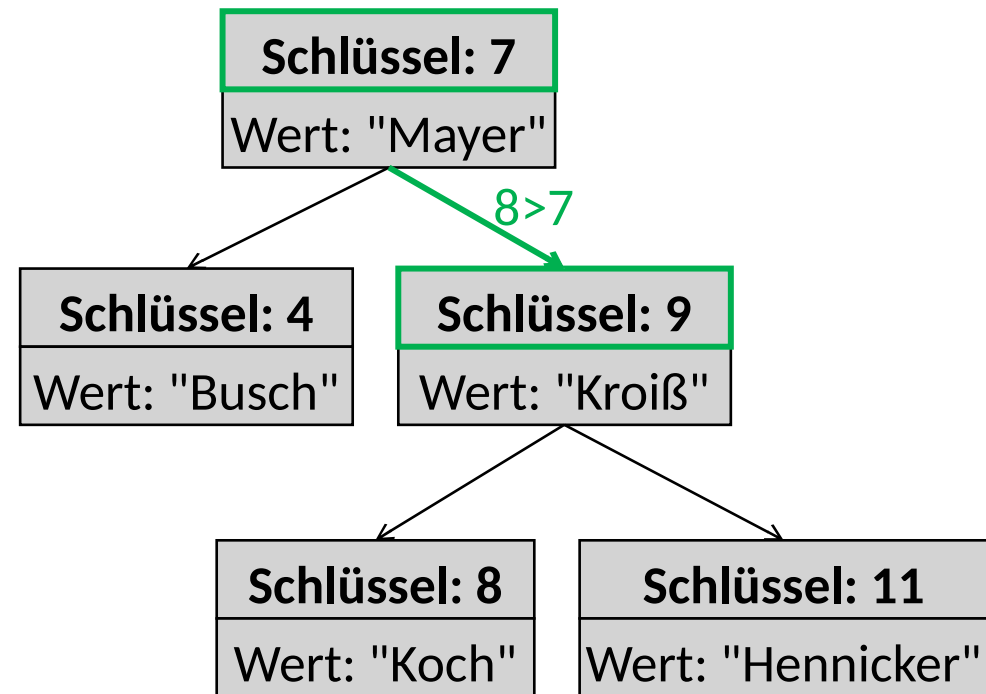 Schlüssel: 7
Wert: "Mayer"
8>7
Schlüssel: 4
Wert: "Busch"
Schlüssel: 9
Wert: "Kroiß"
Schlüssel: 8
Wert: "Koch"
Schlüssel: 11
Wert: "Hennicker"